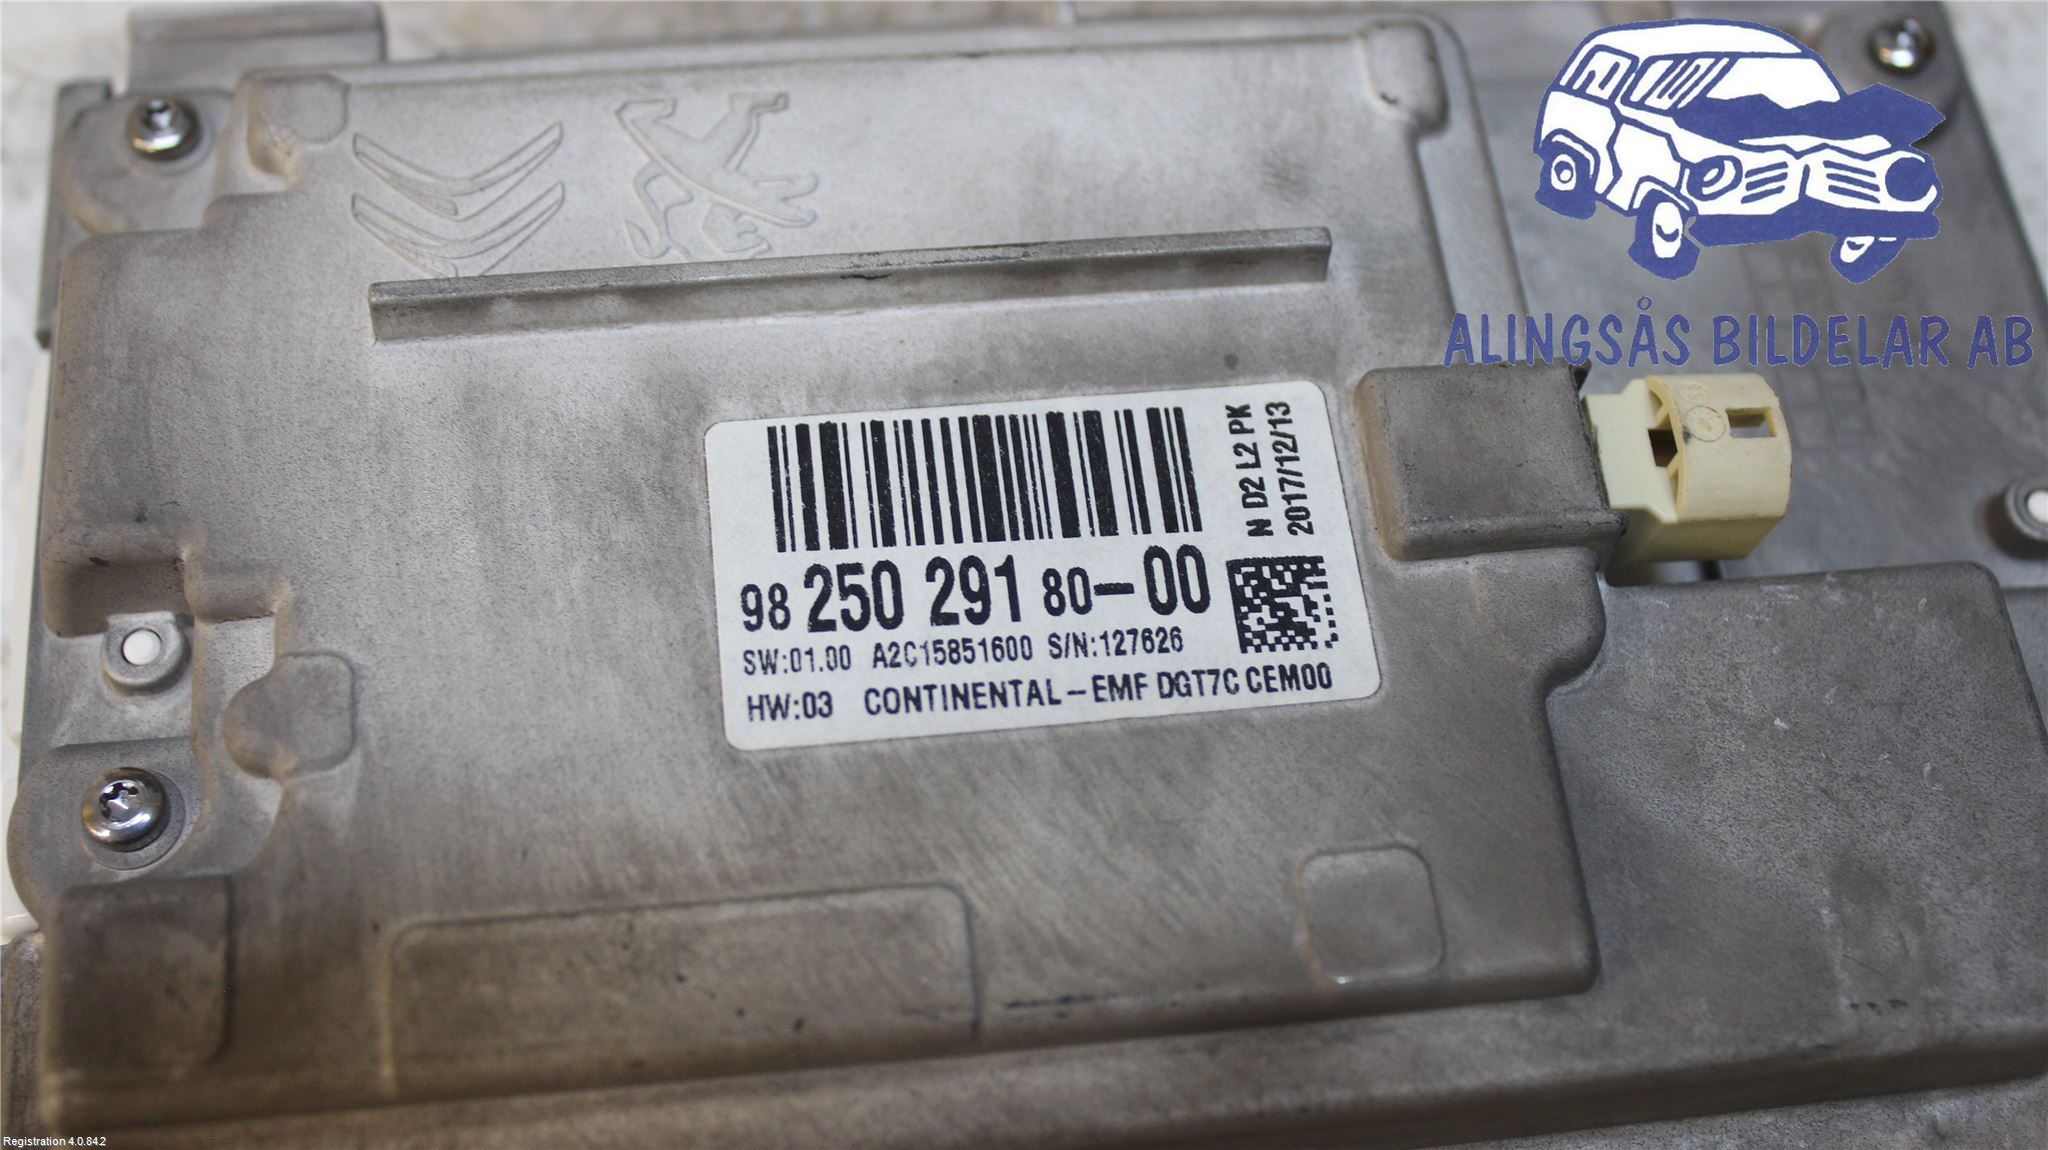 ALINGSÅS BILDELAR AB
N D2 L2 PK
2017/12/13
98 250 291 80-00
SW:01.00 A2C15851600 S/N:127626
HW:03 CONTINENTAL-EMF DGT7C CEM00
Registration 4.0.84.2